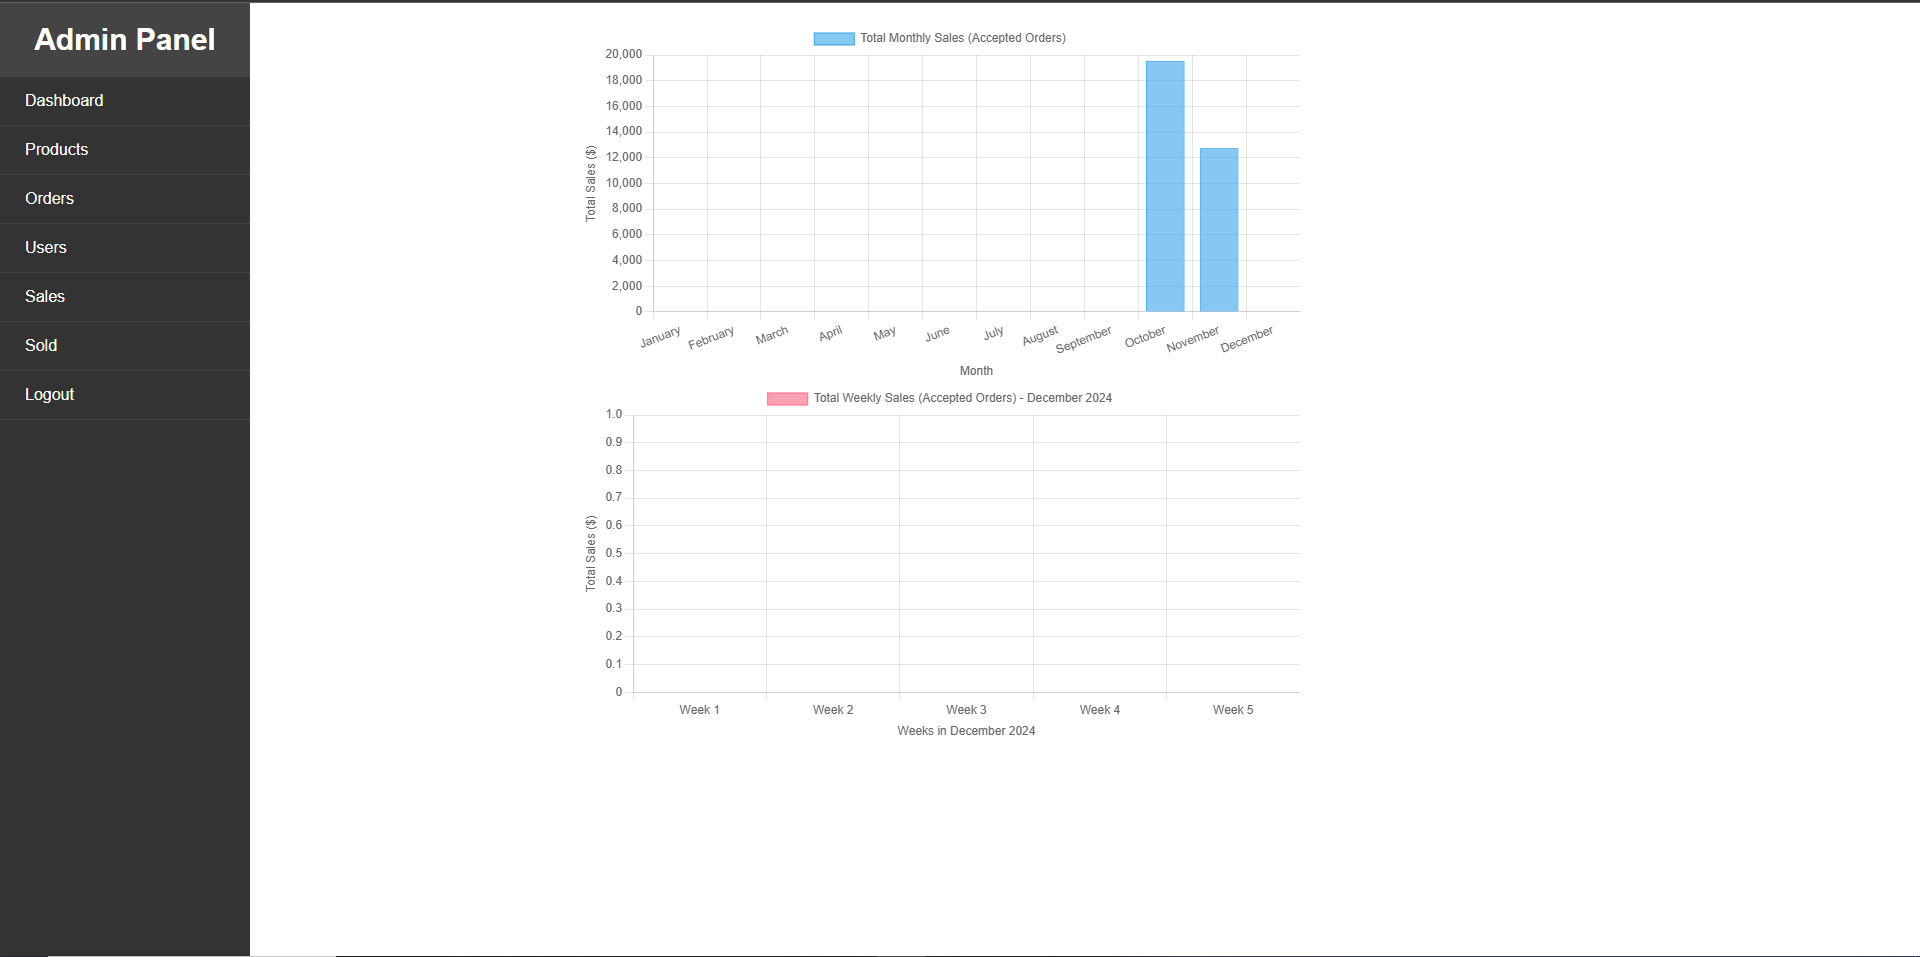 Admin Panel
Dashboard
Products
Orders
Users
Sales
Sold
Logout
Total Monthly Sales (Accepted Orders)
Total Sales ($)
20,000
18,000
16,000
14,000
12,000
10,000
8,000
6,000
4,000
2,000
0
January February March April May June July August September October November December
Month
Total Weekly Sales (Accepted Orders) - December 2024
Total Sales ($)
1.0
0.9
0.8
0.7
0.6
0.5
0.4
0.3
0.2
0.1
0
Week 1 Week 2 Week 3 Week 4 Week 5
Weeks in December 2024